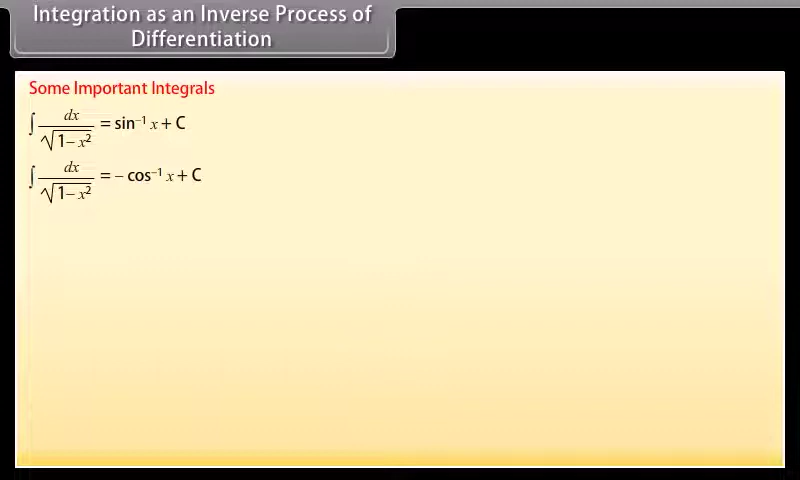 Integration as an Inverse Process of
Differentiation
Some Important Integrals
∫ dx/√(1– x²) = sin⁻¹ x + C
∫ dx/√(1– x²) = – cos⁻¹ x + C